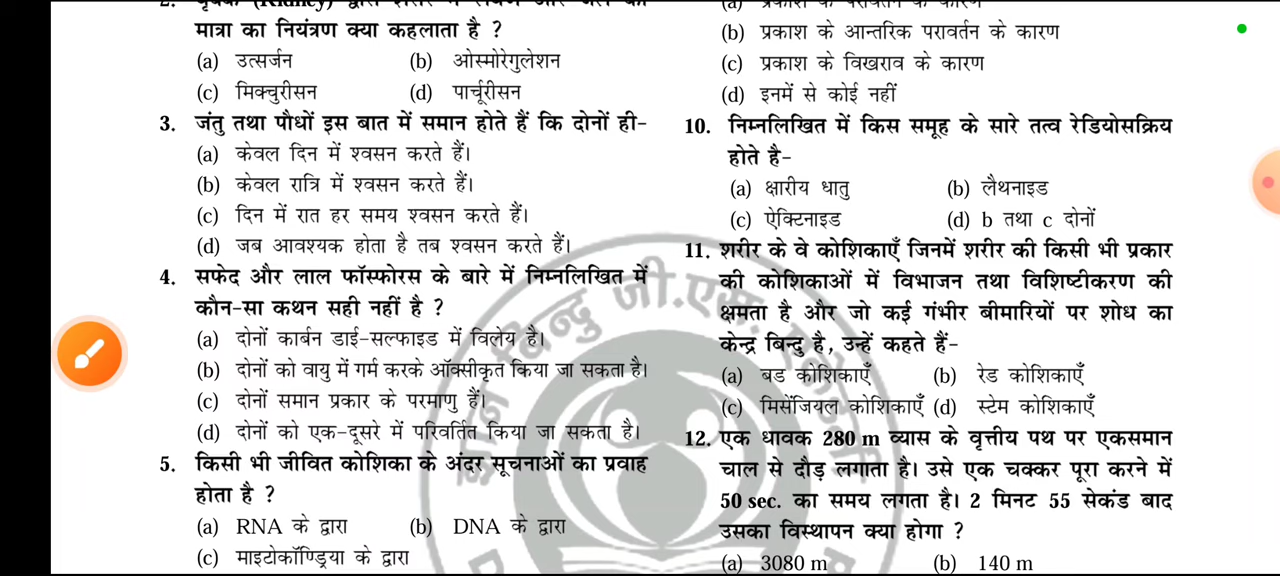 मात्रा का नियंत्रण क्या कहलाता है ?
(a) उत्सर्जन (b) ओस्मोरेगुलेशन
(c) मिक्चुरीसन (d) पार्चूरीसन
3. जंतु तथा पौधों इस बात में समान होते हैं कि दोनों ही-
(a) केवल दिन में श्वसन करते हैं।
(b) केवल रात्रि में श्वसन करते हैं।
(c) दिन में रात हर समय श्वसन करते हैं।
(d) जब आवश्यक होता है तब श्वसन करते हैं।
4. सफेद और लाल फॉस्फोरस के बारे में निम्नलिखित में
कौन-सा कथन सही नहीं है ?
(a) दोनों कार्बन डाई-सल्फाइड में विलेय है।
(b) दोनों को वायु में गर्म करके ऑक्सीकृत किया जा सकता है।
(c) दोनों समान प्रकार के परमाणु हैं।
(d) दोनों को एक-दूसरे में परिवर्तित किया जा सकता है।
5. किसी भी जीवित कोशिका के अंदर सूचनाओं का प्रवाह
होता है ?
(a) RNA के द्वारा (b) DNA के द्वारा
(c) माइटोकॉण्ड्रिया के द्वारा
(b) प्रकाश के आन्तरिक परावर्तन के कारण
(c) प्रकाश के विखराव के कारण
(d) इनमें से कोई नहीं
10. निम्नलिखित में किस समूह के सारे तत्व रेडियोसक्रिय
होते है-
(a) क्षारीय धातु (b) लैथनाइड
(c) ऐक्टिनाइड (d) b तथा c दोनों
11. शरीर के वे कोशिकाएँ जिनमें शरीर की किसी भी प्रकार
की कोशिकाओं में विभाजन तथा विशिष्टीकरण की
क्षमता है और जो कई गंभीर बीमारियों पर शोध का
केन्द्र बिन्दु है, उन्हें कहते हैं-
(a) बड कोशिकाएँ (b) रेड कोशिकाएँ
(c) मिसेंजियल कोशिकाएँ (d) स्टेम कोशिकाएँ
12. एक धावक 280 m व्यास के वृत्तीय पथ पर एकसमान
चाल से दौड़ लगाता है। उसे एक चक्कर पूरा करने में
50 sec. का समय लगता है। 2 मिनट 55 सेकंड बाद
उसका विस्थापन क्या होगा ?
(a) 3080 m (b) 140 m